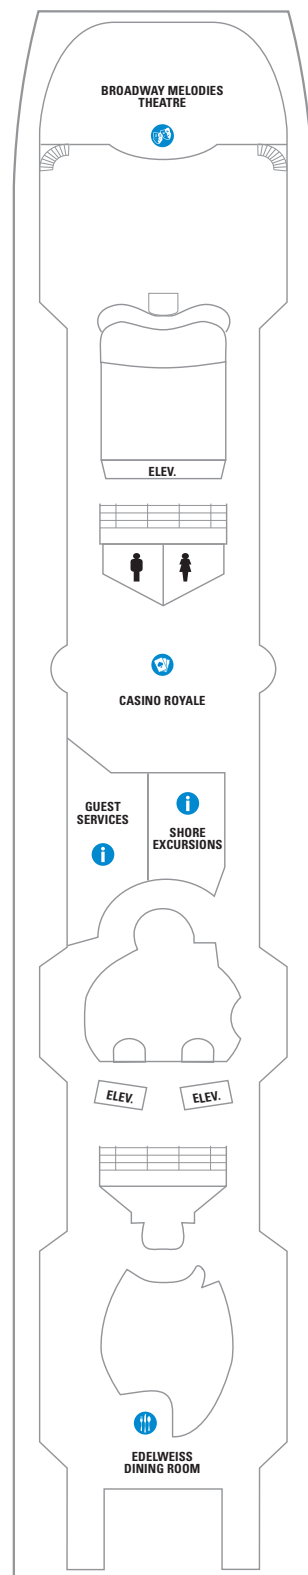 BROADWAY MELODIES
THEATRE
ELEV.
CASINO ROYALE
GUEST
SERVICES
SHORE
EXCURSIONS
ELEV.
ELEV.
EDELWEISS
DINING ROOM